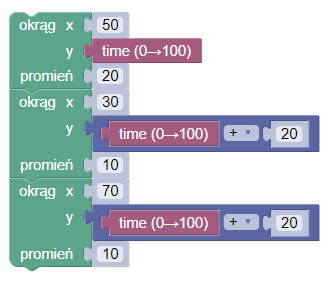 okrąg x 50
y time (0→100)
promień 20
okrąg x 30
y time (0→100) + ▾ 20
promień 10
okrąg x 70
y time (0→100) + ▾ 20
promień 10